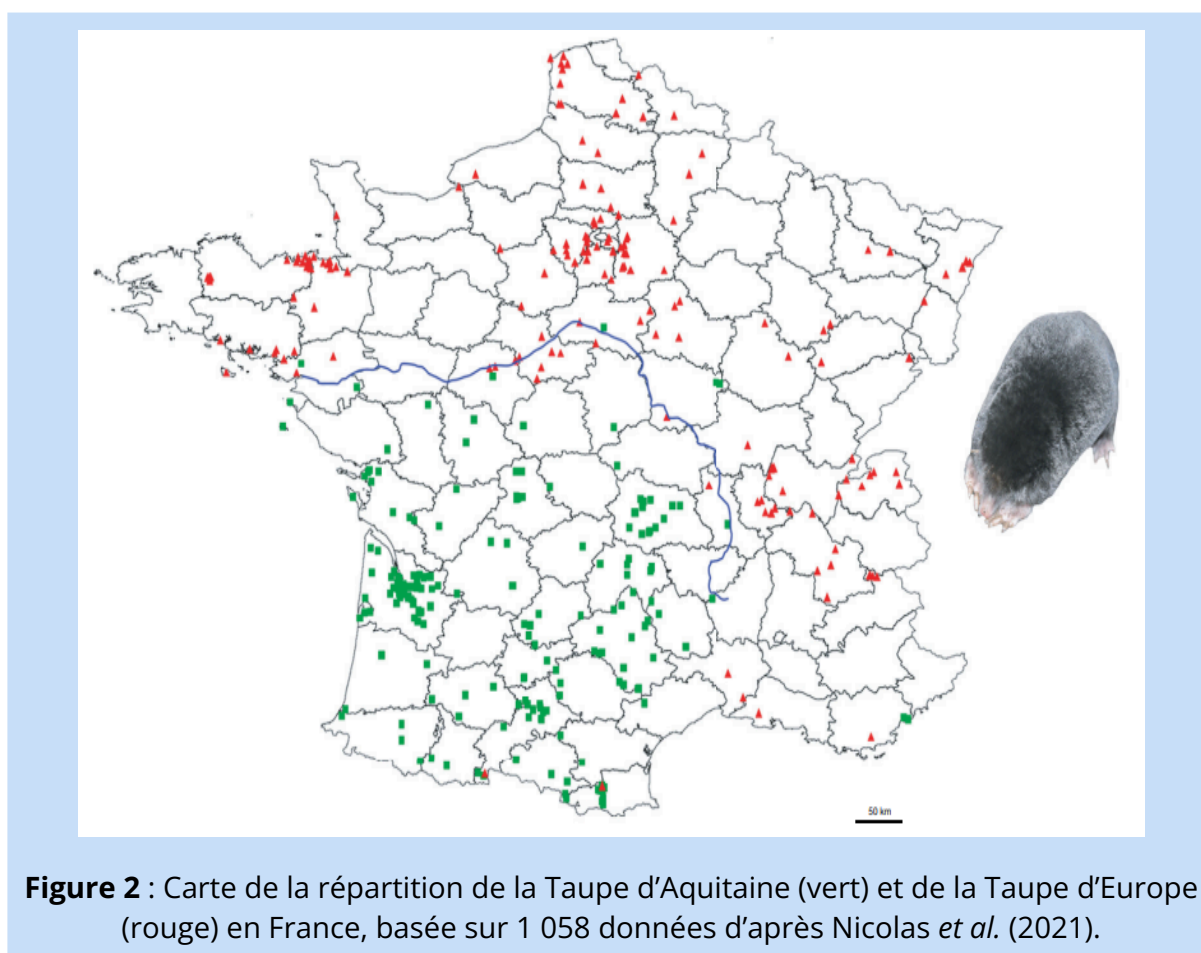 50 km
Figure 2 : Carte de la répartition de la Taupe d’Aquitaine (vert) et de la Taupe d’Europe
(rouge) en France, basée sur 1 058 données d’après Nicolas et al. (2021).